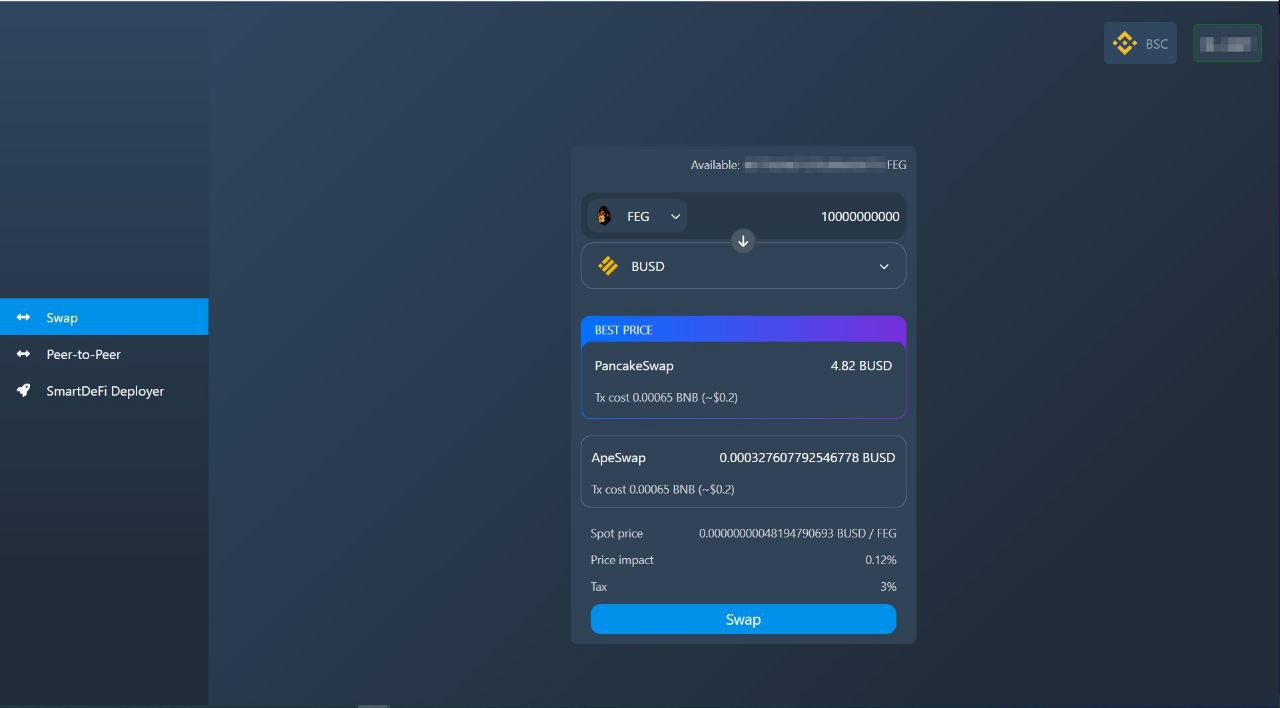 BSC
Available: FEG
FEG 10000000000
BUSD
BEST PRICE
PancakeSwap 4.82 BUSD
Tx cost 0.00065 BNB (~$0.2)
ApeSwap 0.000327607792546778 BUSD
Tx cost 0.00065 BNB (~$0.2)
Spot price 0.00000000048194790693 BUSD / FEG
Price impact 0.12%
Tax 3%
Swap
Swap
Peer-to-Peer
SmartDeFi Deployer